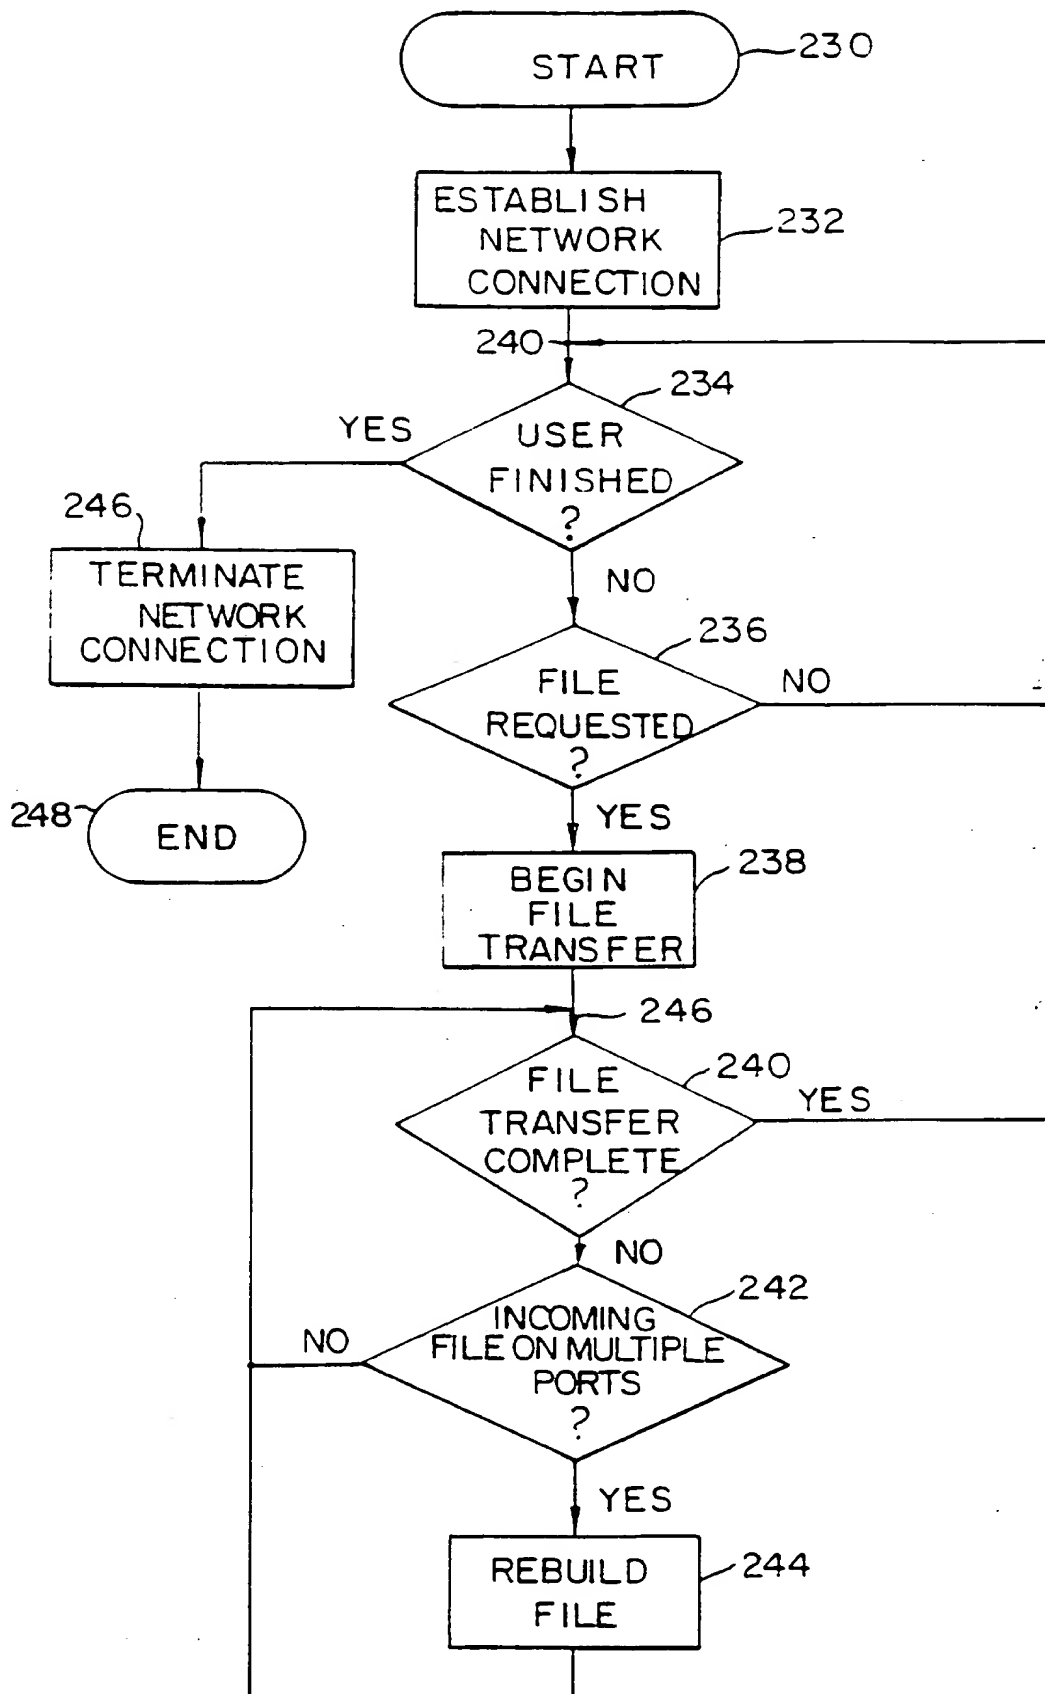 START
230
ESTABLISH
NETWORK
CONNECTION
232
240
234
YES
USER
FINISHED
?
246
TERMINATE
NETWORK
CONNECTION
NO
236
FILE
REQUESTED
?
NO
248
END
YES
BEGIN
FILE
TRANSFER
238
246
240
FILE
TRANSFER
COMPLETE
?
YES
NO
242
NO
INCOMING
FILE ON MULTIPLE
PORTS
?
YES
REBUILD
FILE
244